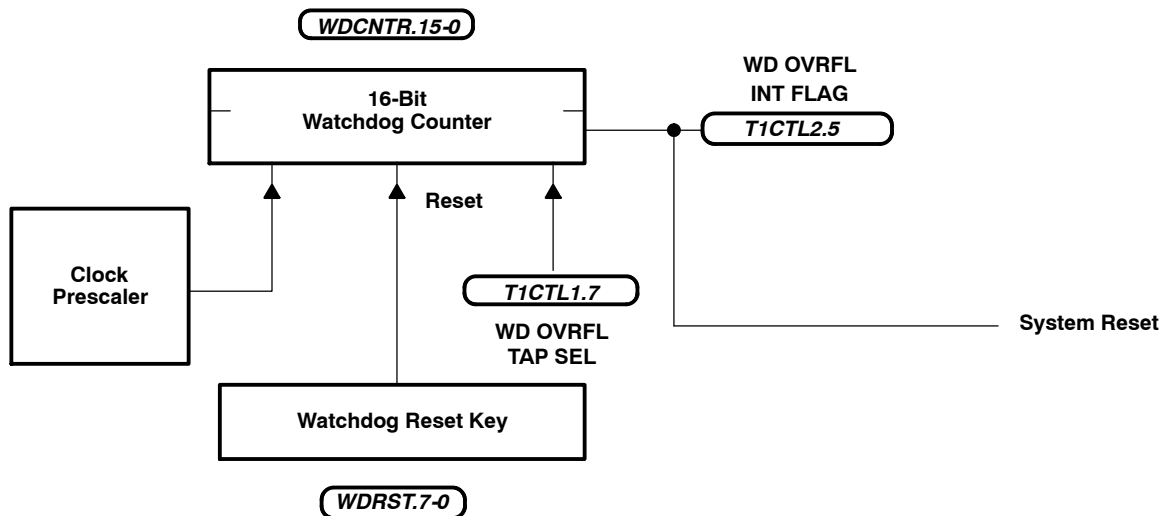 WDCNTR.15-0
16-Bit
Watchdog Counter
WD OVRFL
INT FLAG
T1CTL2.5
Reset
Clock
Prescaler
T1CTL1.7
WD OVRFL
TAP SEL
System Reset
Watchdog Reset Key
WDRST.7-0